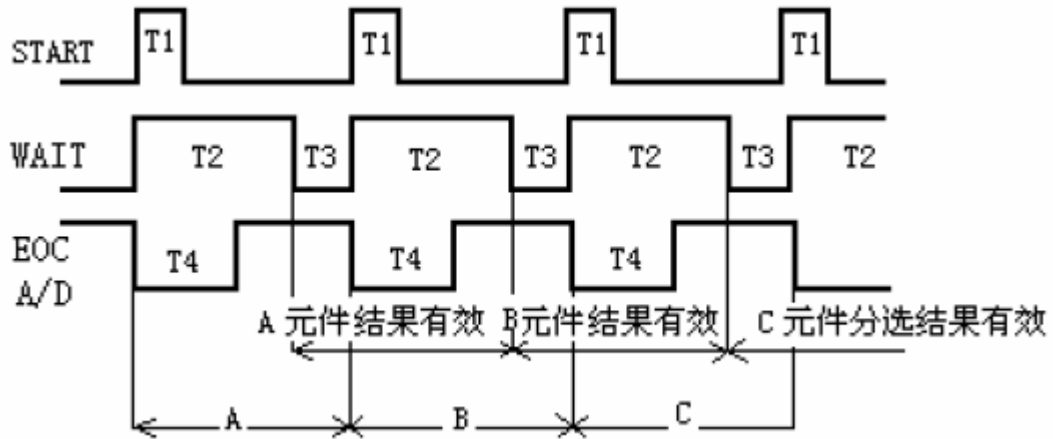 START T1 T1 T1 T1
WAIT T2 T3 T2 T3 T2 T3 T2
EOC
A/D
T4 T4 T4
A 元件结果有效 B元件结果有效 C 元件分选结果有效
A B C